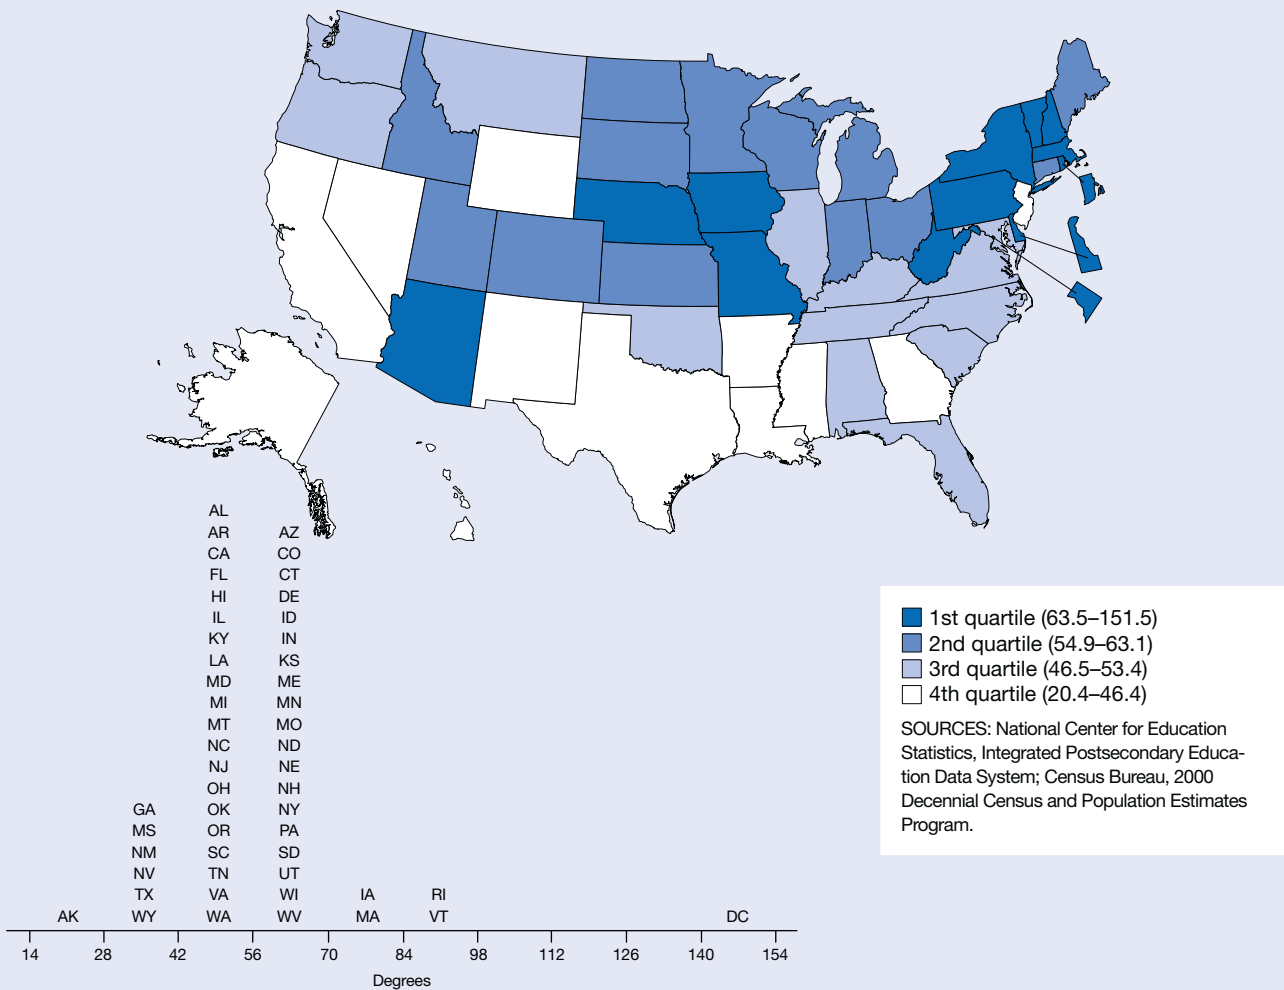 AL
AR AZ
CA CO
FL CT
HI DE
IL ID
KY IN
LA KS
MD ME
MI MN
MT MO
NC ND
NJ NE
OH NH
GA OK NY
MS OR PA
NM SC SD
NV TN UT
TX VA WI IA RI
AK WY WA WV MA VT DC
14 28 42 56 70 84 98 112 126 140 154
Degrees
1st quartile (63.5–151.5)
2nd quartile (54.9–63.1)
3rd quartile (46.5–53.4)
4th quartile (20.4–46.4)
SOURCES: National Center for Education
Statistics, Integrated Postsecondary Educa-
tion Data System; Census Bureau, 2000
Decennial Census and Population Estimates
Program.